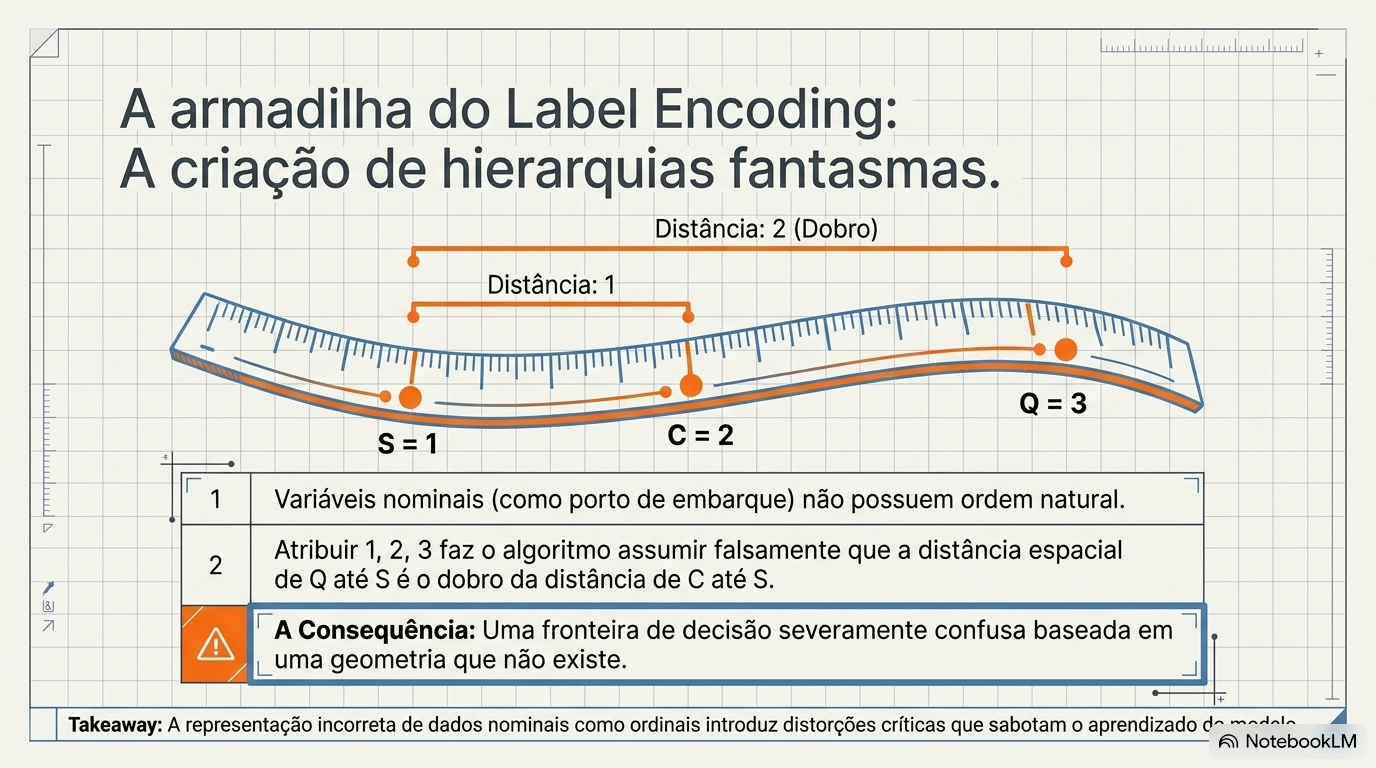 A armadilha do Label Encoding:
A criação de hierarquias fantasmas.
Distância: 2 (Dobro)
Distância: 1
S = 1
C = 2
Q = 3
1
Variáveis nominais (como porto de embarque) não possuem ordem natural.
2
Atribuir 1, 2, 3 faz o algoritmo assumir falsamente que a distância espacial
de Q até S é o dobro da distância de C até S.
A Consequência: Uma fronteira de decisão severamente confusa baseada em
uma geometria que não existe.
Takeaway: A representação incorreta de dados nominais como ordinais introduz distorções críticas que sabotam o aprendizado do modelo.
NotebookLM